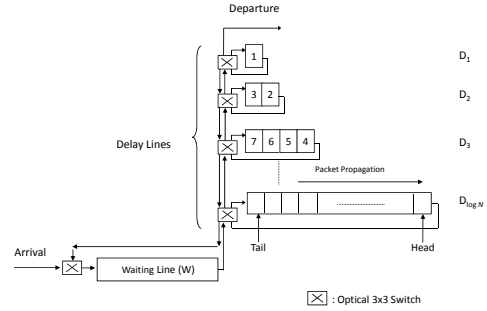 Departure
1
D1
3 2
D2
Delay Lines
7 6 5 4
D3
Packet Propagation
Dlog N
Tail
Head
Arrival
Waiting Line (W)
: Optical 3x3 Switch